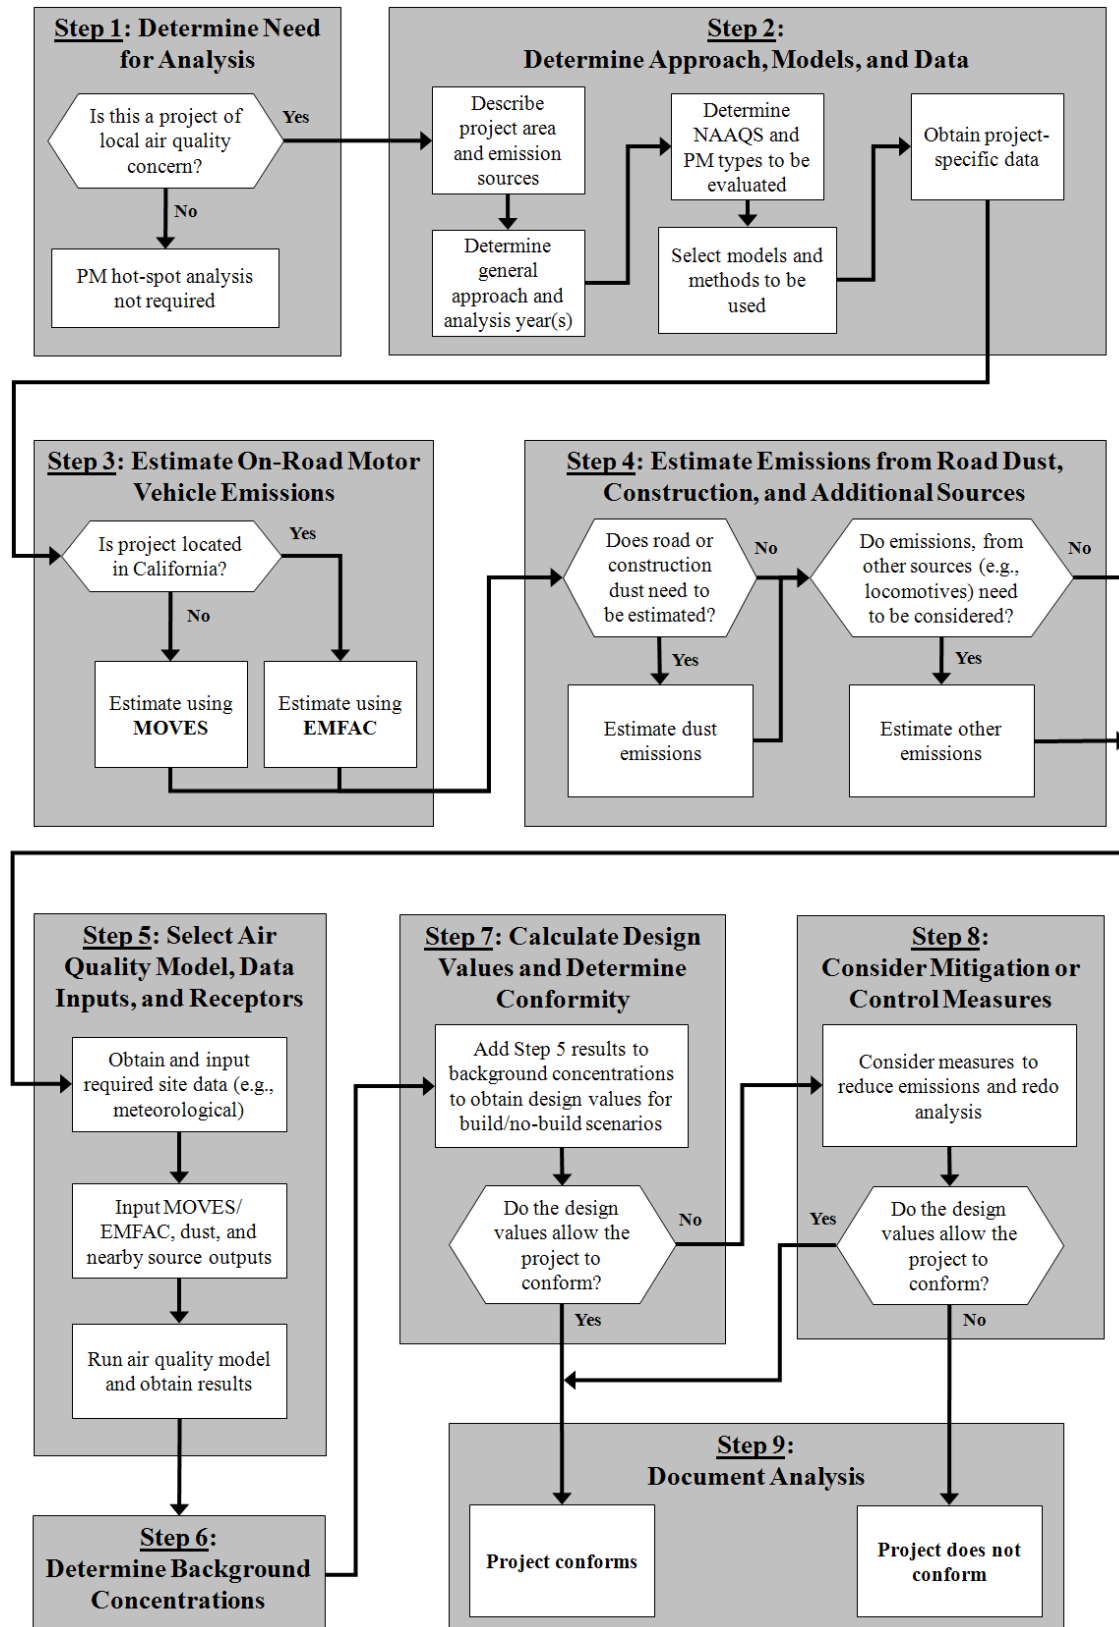 Step 1: Determine Need
for Analysis
Is this a project of
local air quality
concern?
Yes
No
PM hot-spot analysis
not required
Step 2:
Determine Approach, Models, and Data
Describe
project area
and emission
sources
Determine
general
approach and
analysis year(s)
Determine
NAAQS and
PM types to be
evaluated
Select models and
methods to be
used
Obtain project-
specific data
Step 3: Estimate On-Road Motor
Vehicle Emissions
Is project located
in California?
Yes
No
Estimate using
MOVES
Estimate using
EMFAC
Step 4: Estimate Emissions from Road Dust,
Construction, and Additional Sources
Does road or
construction
dust need to
be estimated?
No
Yes
Estimate dust
emissions
Do emissions, from
other sources (e.g.,
locomotives) need
to be considered?
No
Yes
Estimate other
emissions
Step 5: Select Air
Quality Model, Data
Inputs, and Receptors
Obtain and input
required site data (e.g.,
meteorological)
Input MOVES/
EMFAC, dust, and
nearby source outputs
Run air quality model
and obtain results
Step 6:
Determine Background
Concentrations
Step 7: Calculate Design
Values and Determine
Conformity
Add Step 5 results to
background concentrations
to obtain design values for
build/no-build scenarios
Do the design
values allow the
project to
conform?
No
Yes
Step 8:
Consider Mitigation or
Control Measures
Consider measures to
reduce emissions and redo
analysis
Do the design
values allow the
project to
conform?
Yes
No
Step 9:
Document Analysis
Project conforms
Project does not
conform